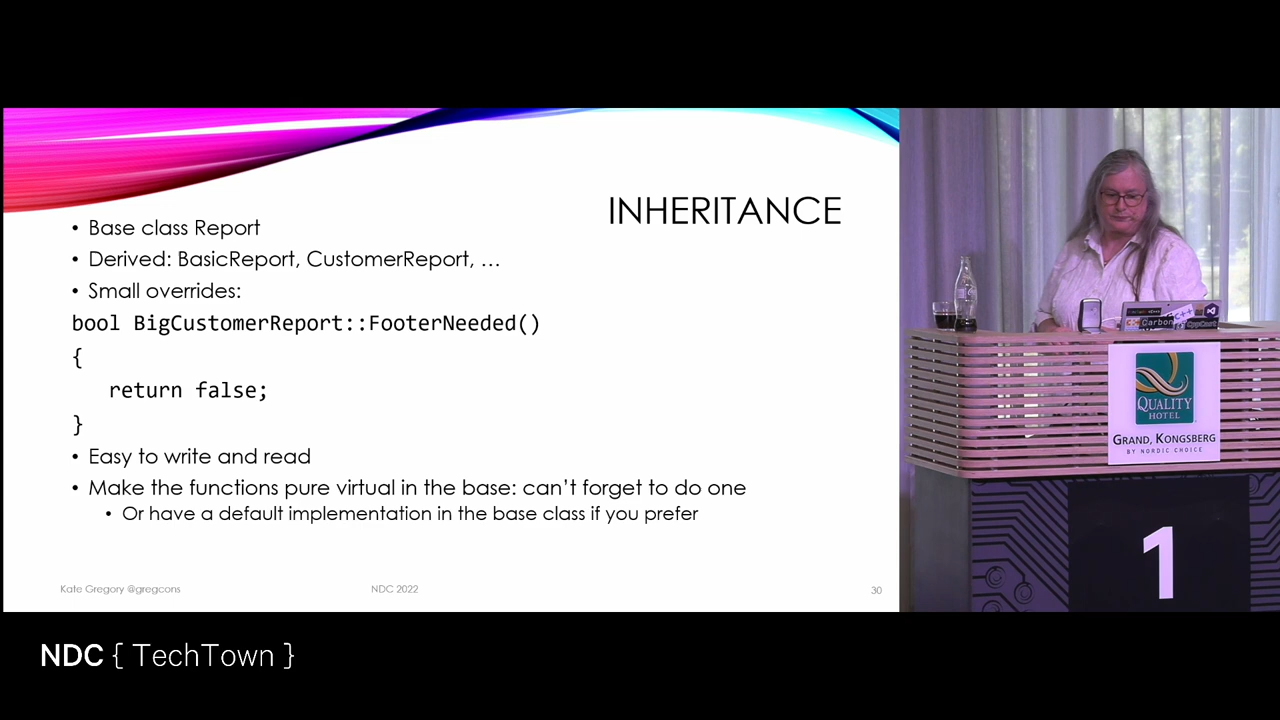 INHERITANCE
• Base class Report
• Derived: BasicReport, CustomerReport, …
• Small overrides:
bool BigCustomerReport::FooterNeeded()
{
return false;
}
• Easy to write and read
• Make the functions pure virtual in the base: can’t forget to do one
• Or have a default implementation in the base class if you prefer
Kate Gregory @gregcons
NDC 2022
30
C++
Carbon
CppCast
QUALITY
HOTEL
GRAND, KONGSBERG
BY NORDIC CHOICE
1
NDC { TechTown }